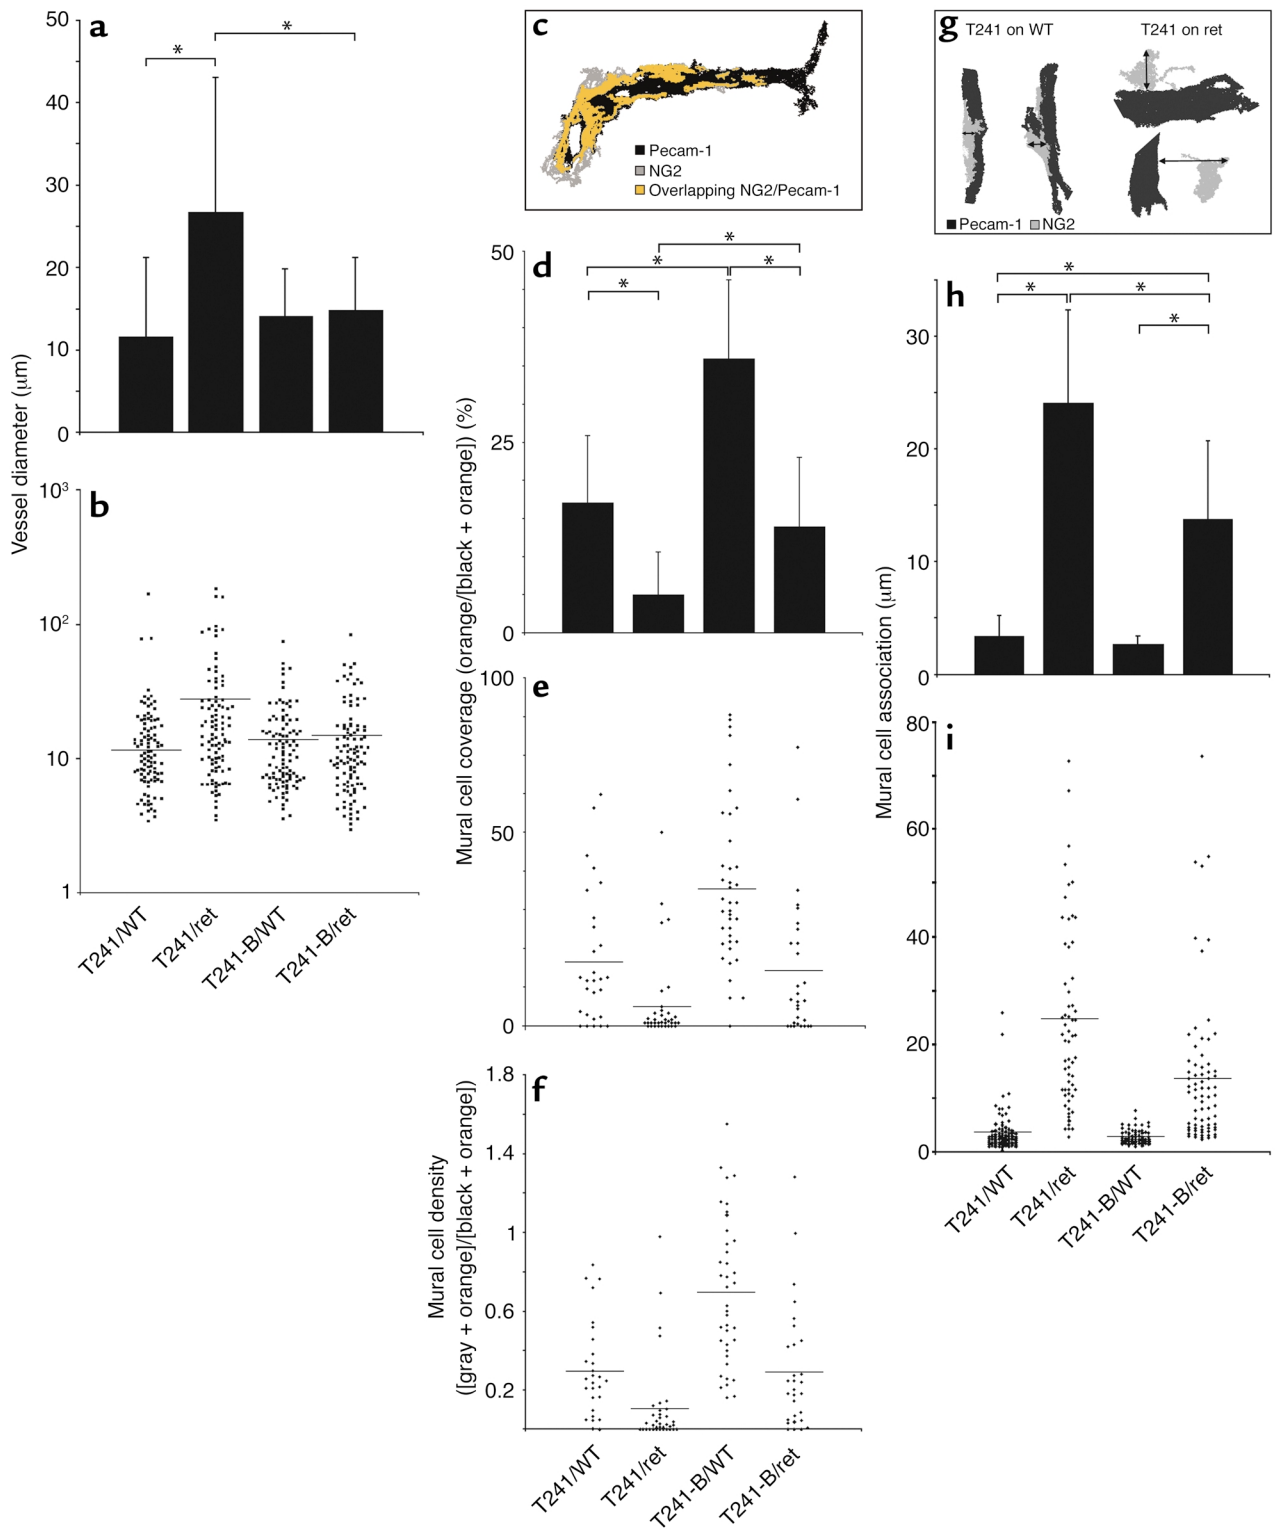 a
50
40
30
20
10
0
*
*
Vessel diameter (µm)
b
10³
10²
10
1
T241/WT
T241/ret
T241-B/WT
T241-B/ret
c
Pecam-1
NG2
Overlapping NG2/Pecam-1
d
50
25
0
*
*
*
*
Mural cell coverage (orange/[black + orange]) (%)
e
100
50
0
f
1.8
1.4
1
0.6
0.2
Mural cell density
([gray + orange]/[black + orange])
T241/WT
T241/ret
T241-B/WT
T241-B/ret
g
T241 on WT
T241 on ret
Pecam-1
NG2
h
30
20
10
0
*
*
*
*
Mural cell association (µm)
i
80
60
40
20
0
T241/WT
T241/ret
T241-B/WT
T241-B/ret